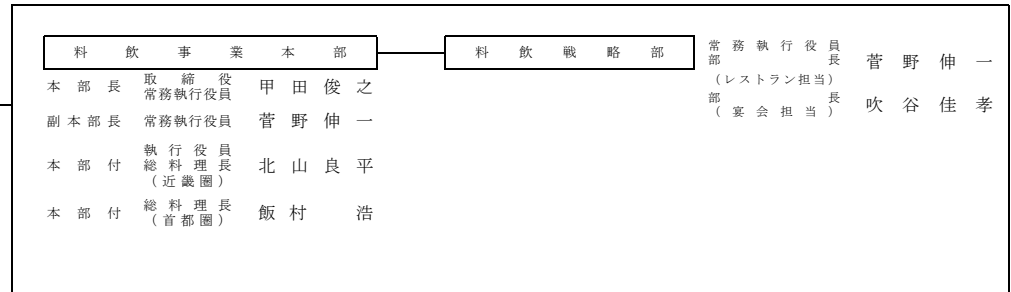 料飲事業本部
本部長 取締役 常務執行役員 甲田俊之
副本部長 常務執行役員 菅野伸一
本部付 執行役員 総料理長 (近畿圏) 北山良平
本部付 総料理長 (首都圏) 飯村 浩
料飲戦略部
常務執行役員
部長 菅野伸一
(レストラン担当)
部長 吹谷佳孝
(宴会担当)